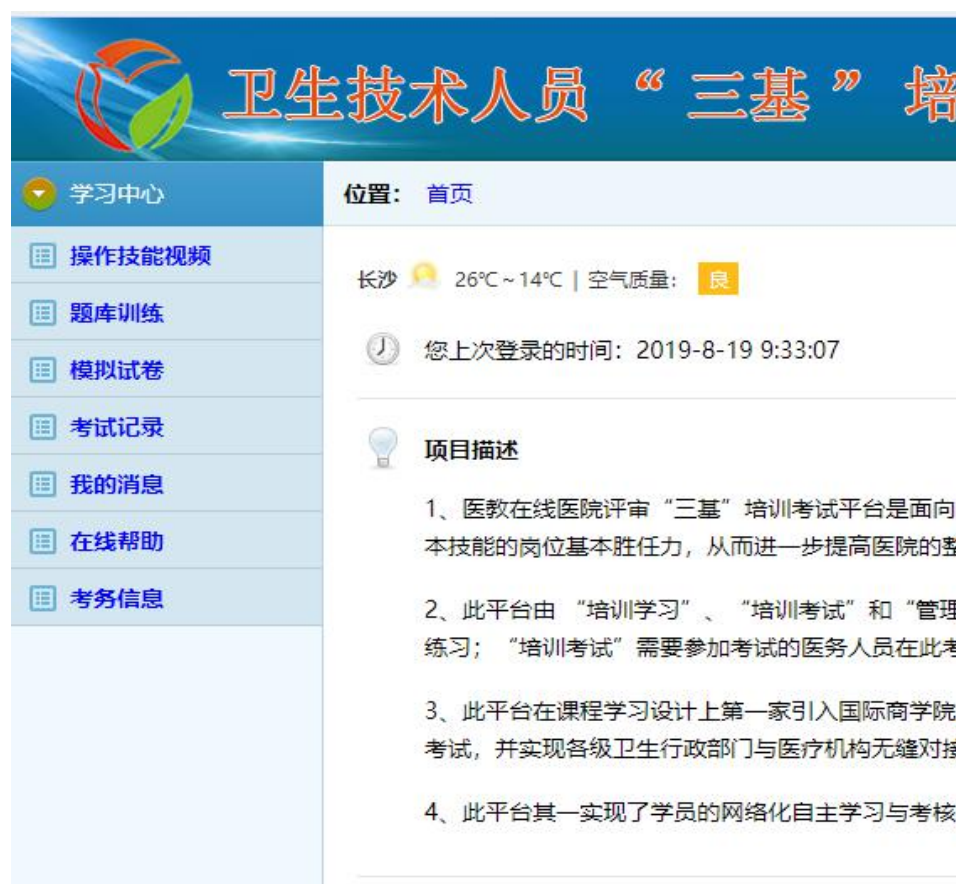 卫生技术人员 “三基” 培
学习中心
操作技能视频
题库训练
模拟试卷
考试记录
我的消息
在线帮助
考务信息
位置： 首页
长沙 26℃～14℃ | 空气质量： 良
您上次登录的时间：2019-8-19 9:33:07
项目描述
1、医教在线医院评审“三基”培训考试平台是面向
本技能的岗位基本胜任力，从而进一步提高医院的整
2、此平台由 “培训学习”、“培训考试”和“管理
练习；“培训考试”需要参加考试的医务人员在此考
3、此平台在课程学习设计上第一家引入国际商学院
考试，并实现各级卫生行政部门与医疗机构无缝对接
4、此平台其一实现了学员的网络化自主学习与考核